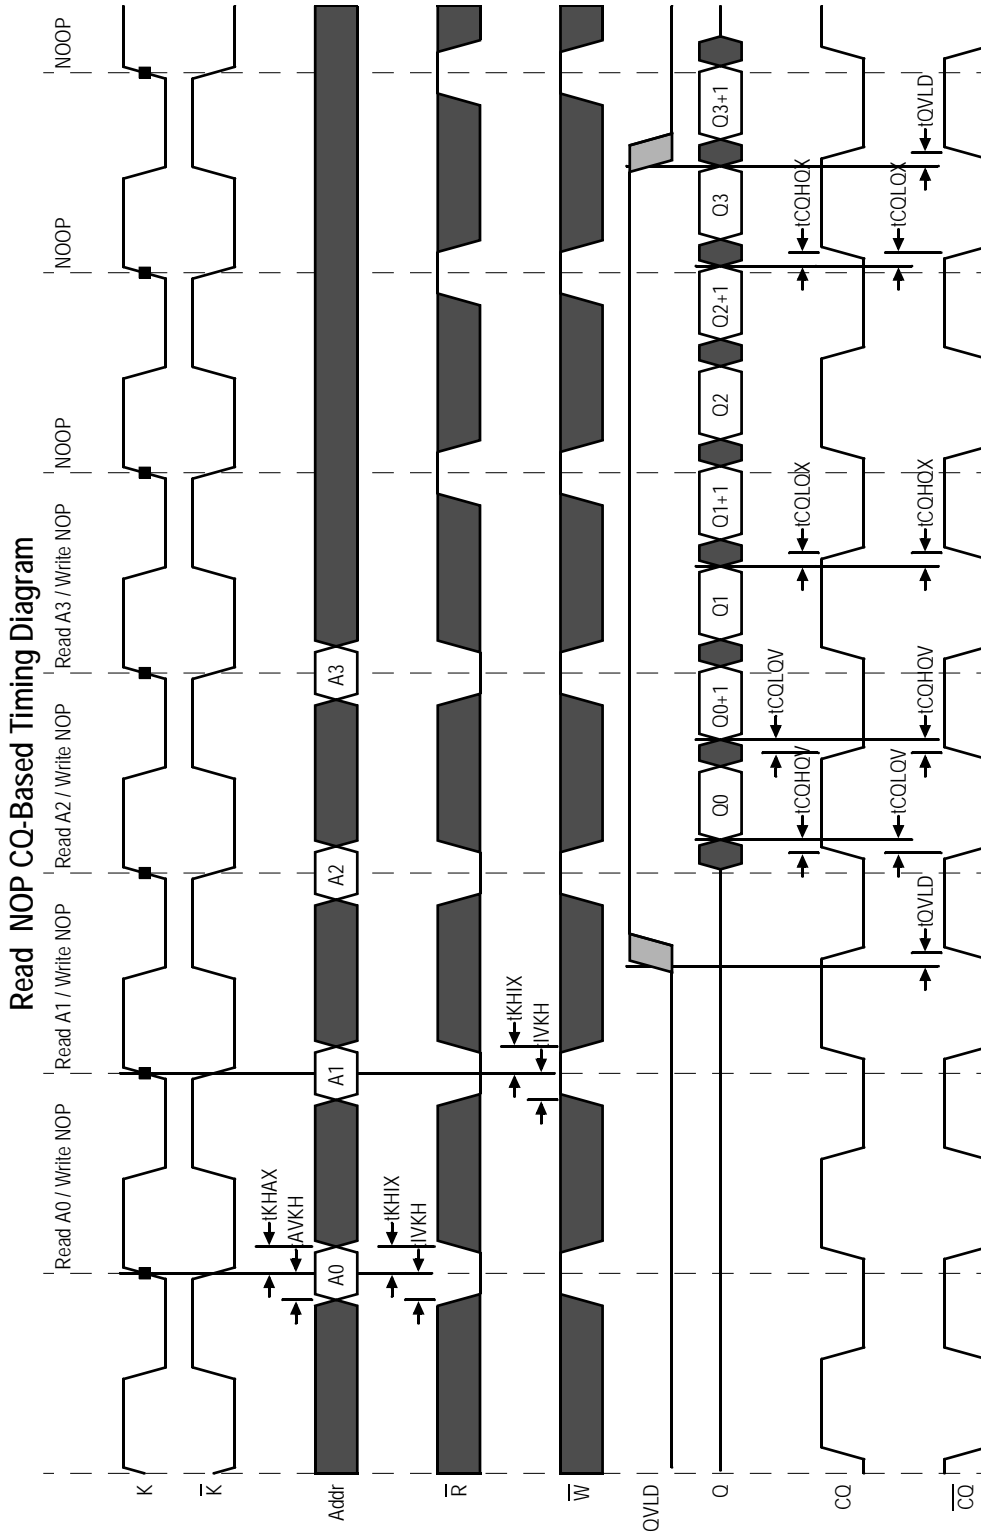 Read NOP CQ-Based Timing Diagram
Read A0 / Write NOP
Read A1 / Write NOP
Read A2 / Write NOP
Read A3 / Write NOP
NOOP
NOOP
NOOP
K
K
tKHAX
tAVKH
Addr
A0
A1
A2
A3
tKHIX
tIVKH
R
tKHIX
tIVKH
W
QVLD
Q
Q0
Q0+1
Q1
Q1+1
Q2
Q2+1
Q3
Q3+1
tCQLQV
tCQHQV
tCQLQX
tCQHQX
CQ
tCQLQV
tCQLQX
tQVLD
tCQHQV
tCQHQX
tQVLD
CQ